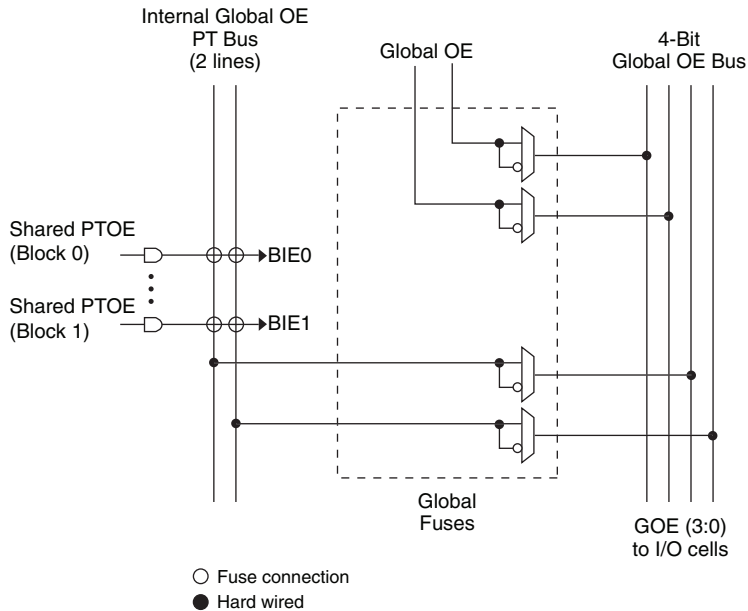 Internal Global OE
PT Bus
(2 lines)
Global OE
4-Bit
Global OE Bus
Shared PTOE
(Block 0)
BIE0
Shared PTOE
(Block 1)
BIE1
Global
Fuses
GOE (3:0)
to I/O cells
Fuse connection
Hard wired